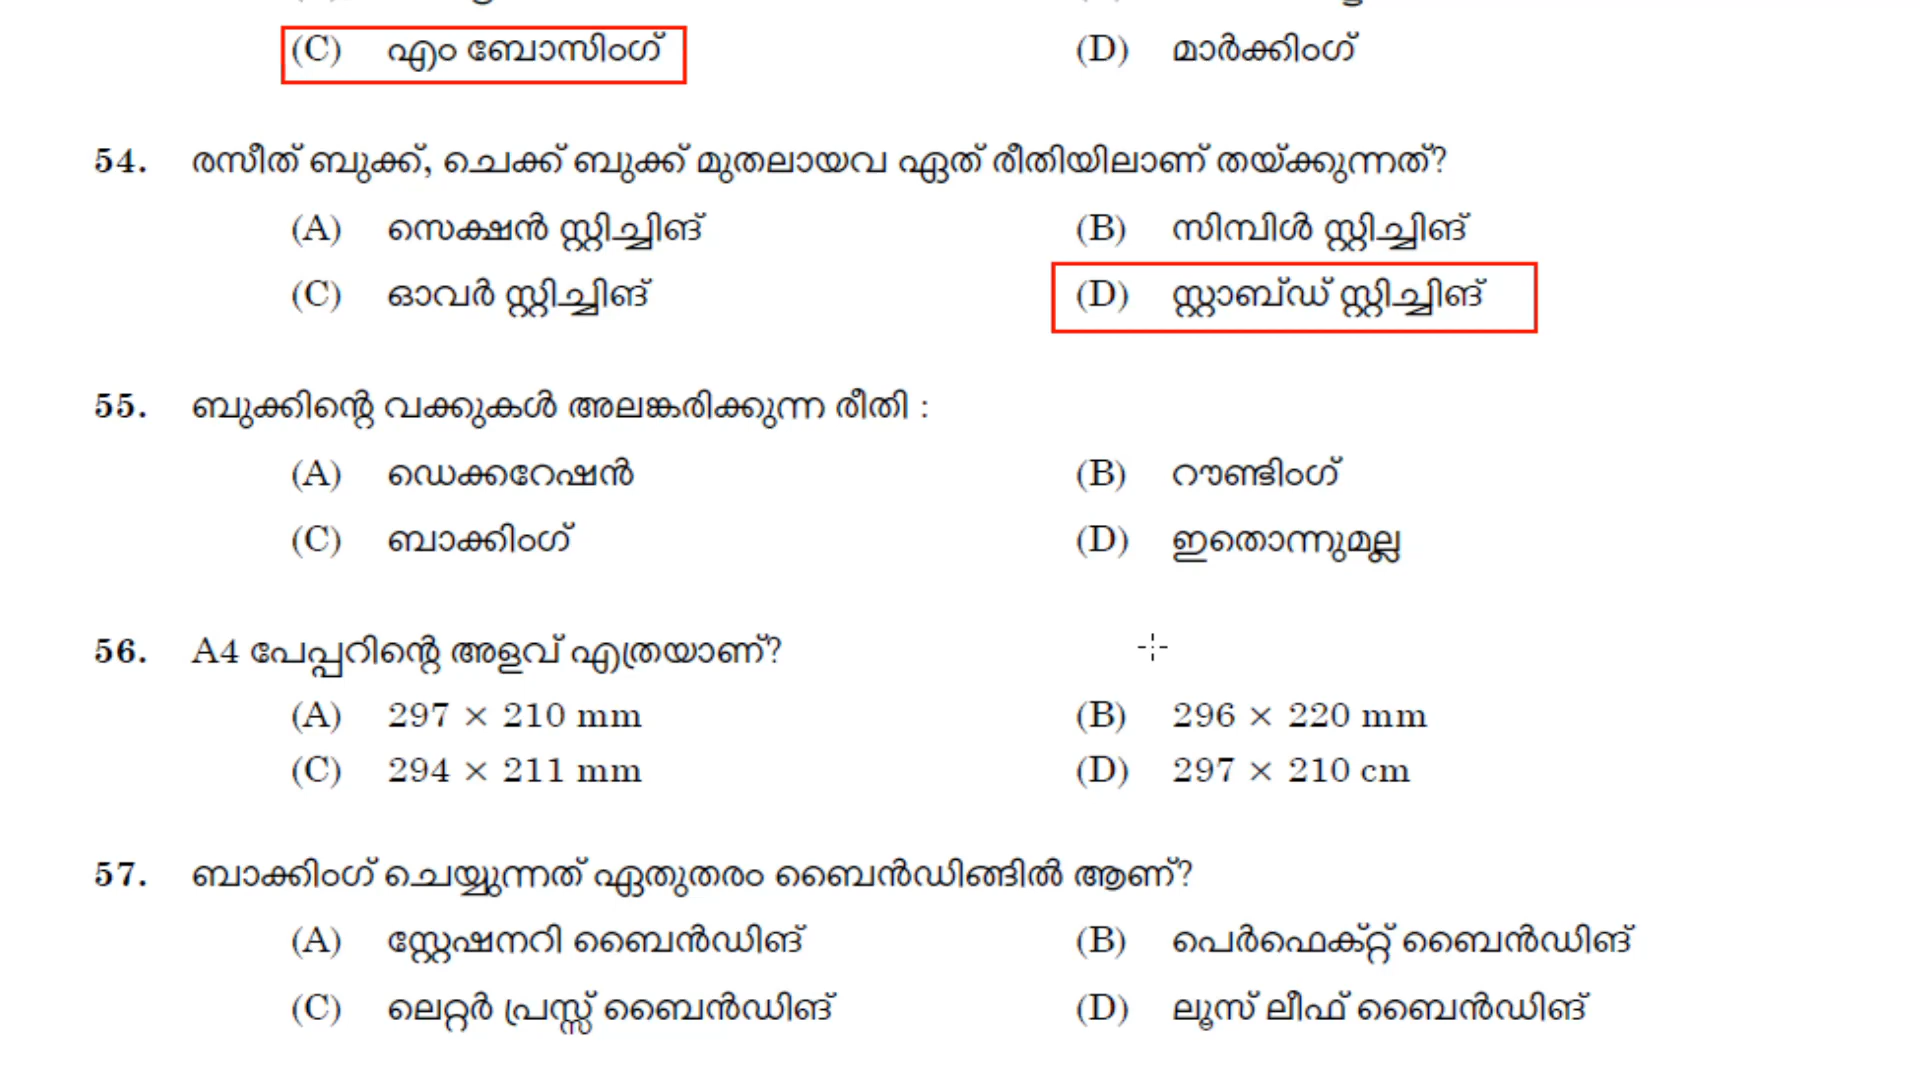 (C) എം ബോസിംഗ് (D) മാർക്കിംഗ്
54. രസീത് ബുക്ക്, ചെക്ക് ബുക്ക് മുതലായവ ഏത് രീതിയിലാണ് തയ്ക്കുന്നത്?
(A) സെക്ഷൻ സ്റ്റിച്ചിങ് (B) സിമ്പിൾ സ്റ്റിച്ചിങ്
(C) ഓവർ സ്റ്റിച്ചിങ് (D) സ്റ്റാബ്ഡ് സ്റ്റിച്ചിങ്
55. ബുക്കിന്റെ വക്കുകൾ അലങ്കരിക്കുന്ന രീതി :
(A) ഡെക്കറേഷൻ (B) റൗണ്ടിംഗ്
(C) ബാക്കിംഗ് (D) ഇതൊന്നുമല്ല
56. A4 പേപ്പറിന്റെ അളവ് എത്രയാണ്?
(A) 297 × 210 mm (B) 296 × 220 mm
(C) 294 × 211 mm (D) 297 × 210 cm
57. ബാക്കിംഗ് ചെയ്യുന്നത് ഏതുതരം ബൈൻഡിങ്ങിൽ ആണ്?
(A) സ്റ്റേഷനറി ബൈൻഡിങ് (B) പെർഫെക്റ്റ് ബൈൻഡിങ്
(C) ലെറ്റർ പ്രസ്സ് ബൈൻഡിങ് (D) ലൂസ് ലീഫ് ബൈൻഡിങ്